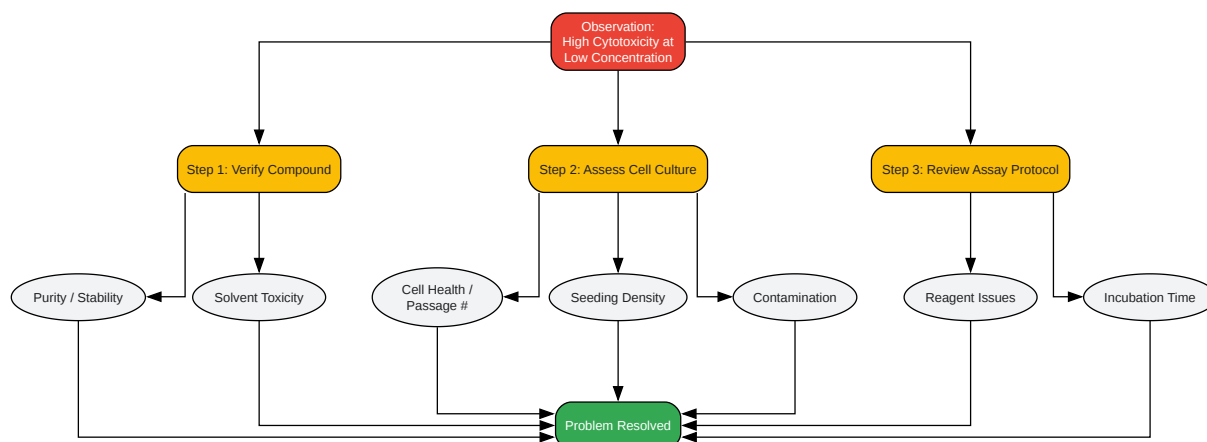 Observation:
High Cytotoxicity at
Low Concentration
Step 1: Verify Compound
Step 2: Assess Cell Culture
Step 3: Review Assay Protocol
Purity / Stability
Solvent Toxicity
Cell Health /
Passage #
Seeding Density
Contamination
Reagent Issues
Incubation Time
Problem Resolved